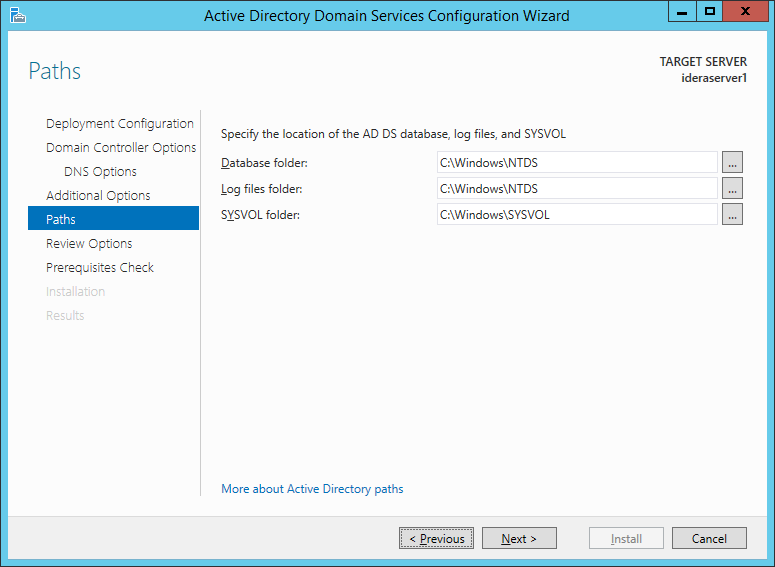 Active Directory Domain Services Configuration Wizard
Paths
TARGET SERVER
ideraserver1
Deployment Configuration
Domain Controller Options
DNS Options
Additional Options
Paths
Review Options
Prerequisites Check
Installation
Results
Specify the location of the AD DS database, log files, and SYSVOL
Database folder: C:\Windows\NTDS ...
Log files folder: C:\Windows\NTDS ...
SYSVOL folder: C:\Windows\SYSVOL ...
More about Active Directory paths
< Previous Next > Install Cancel